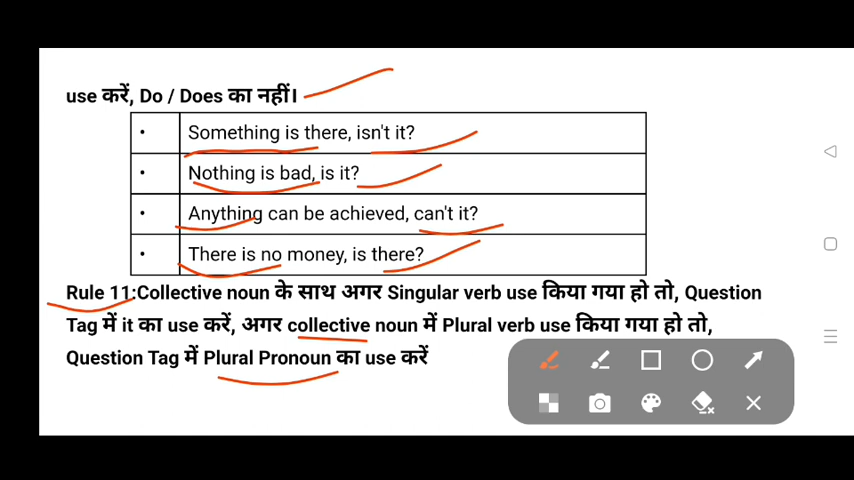 use करें, Do / Does का नहीं।
• Something is there, isn't it?
• Nothing is bad, is it?
• Anything can be achieved, can't it?
• There is no money, is there?
Rule 11:Collective noun के साथ अगर Singular verb use किया गया हो तो, Question
Tag में it का use करें, अगर collective noun में Plural verb use किया गया हो तो,
Question Tag में Plural Pronoun का use करें